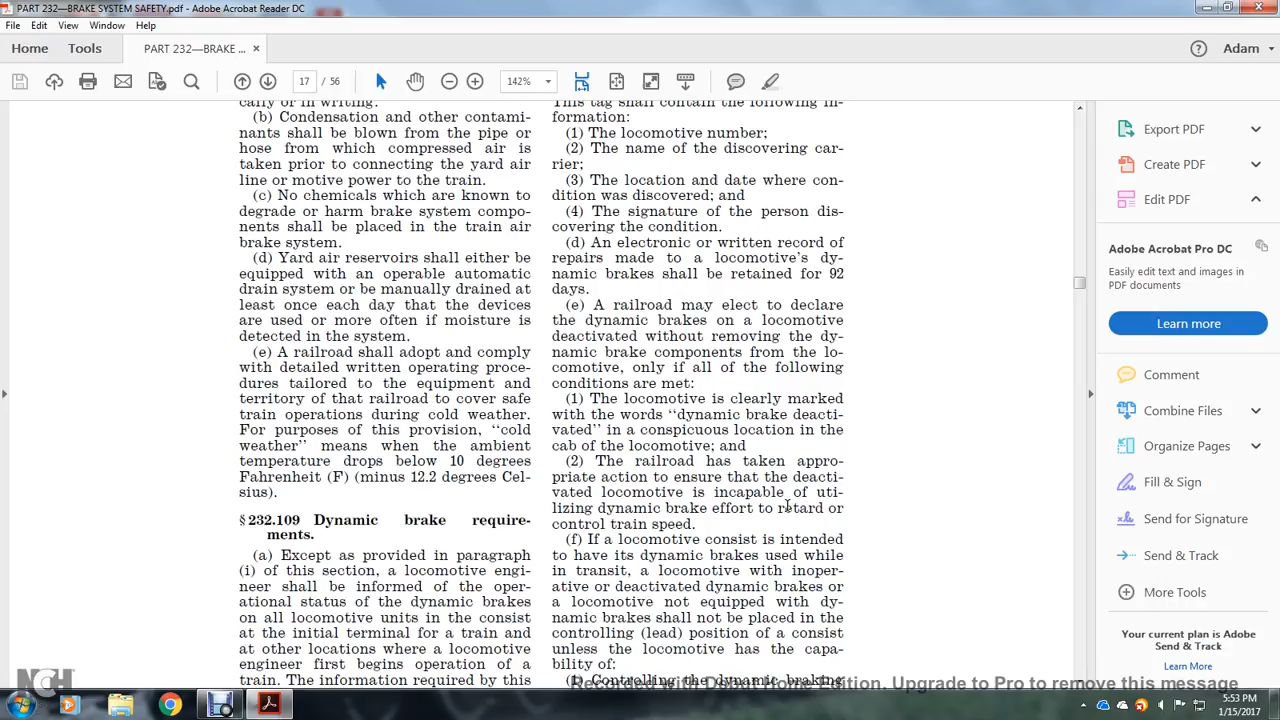 PART 232—BRAKE SYSTEM SAFETY.pdf - Adobe Acrobat Reader DC
File Edit View Window Help
Home Tools PART 232—BRAKE ... × Adam
17 / 56 142%
cally or in writing.
(b) Condensation and other contami-
nants shall be blown from the pipe or
hose from which compressed air is
taken prior to connecting the yard air
line or motive power to the train.
(c) No chemicals which are known to
degrade or harm brake system compo-
nents shall be placed in the train air
brake system.
(d) Yard air reservoirs shall either be
equipped with an operable automatic
drain system or be manually drained at
least once each day that the devices
are used or more often if moisture is
detected in the system.
(e) A railroad shall adopt and comply
with detailed written operating proce-
dures tailored to the equipment and
territory of that railroad to cover safe
train operations during cold weather.
For purposes of this provision, ‘‘cold
weather’’ means when the ambient
temperature drops below 10 degrees
Fahrenheit (F) (minus 12.2 degrees Cel-
sius).
§ 232.109 Dynamic brake require-
ments.
(a) Except as provided in paragraph
(i) of this section, a locomotive engi-
neer shall be informed of the oper-
ational status of the dynamic brakes
on all locomotive units in the consist
at the initial terminal for a train and
at other locations where a locomotive
engineer first begins operation of a
train. The information required by this
This tag shall contain the following in-
formation:
(1) The locomotive number;
(2) The name of the discovering car-
rier;
(3) The location and date where con-
dition was discovered; and
(4) The signature of the person dis-
covering the condition.
(d) An electronic or written record of
repairs made to a locomotive's dy-
namic brakes shall be retained for 92
days.
(e) A railroad may elect to declare
the dynamic brakes on a locomotive
deactivated without removing the dy-
namic brake components from the lo-
comotive, only if all of the following
conditions are met:
(1) The locomotive is clearly marked
with the words ‘‘dynamic brake deacti-
vated’’ in a conspicuous location in the
cab of the locomotive; and
(2) The railroad has taken appro-
priate action to ensure that the deacti-
vated locomotive is incapable of uti-
lizing dynamic brake effort to retard or
control train speed.
(f) If a locomotive consist is intended
to have its dynamic brakes used while
in transit, a locomotive with inoper-
ative or deactivated dynamic brakes or
a locomotive not equipped with dy-
namic brakes shall not be placed in the
controlling (lead) position of a consist
unless the locomotive has the capa-
bility of:
(1) Controlling the dynamic braking
Export PDF
Create PDF
Edit PDF
Adobe Acrobat Pro DC
Easily edit text and images in
PDF documents
Learn more
Comment
Combine Files
Organize Pages
Fill & Sign
Send for Signature
Send & Track
More Tools
Your current plan is Adobe
Send & Track
Learn More
NCH
Recorded with Debut Home Edition. Upgrade to Pro to remove this message
5:53 PM
1/15/2017